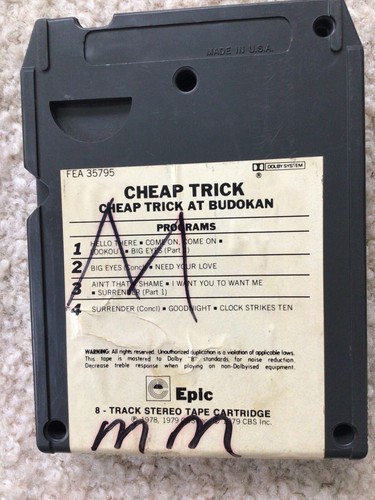 MADE IN U.S.A.
FEA 35795
DOLBY SYSTEM
®
CHEAP TRICK
CHEAP TRICK AT BUDOKAN
PROGRAMS
1 HELLO THERE ▪ COME ON, COME ON ▪
LOOKOUT ▪ BIG EYES (Part 1)
2 BIG EYES (Concl) ▪ NEED YOUR LOVE
3 AIN'T THAT A SHAME ▪ I WANT YOU TO WANT ME
▪ SURRENDER (Part 1)
4 SURRENDER (Concl) ▪ GOODNIGHT ▪ CLOCK STRIKES TEN
WARNING: All rights reserved. Unauthorized duplication is a violation of applicable laws.
This tape is mastered to Dolby "B" standards, for noise reduction.
Decrease treble response when playing on non-Dolbyised equipment.
Epic
8 - TRACK STEREO TAPE CARTRIDGE
℗ 1978, 1979 1979 CBS Inc.
mm